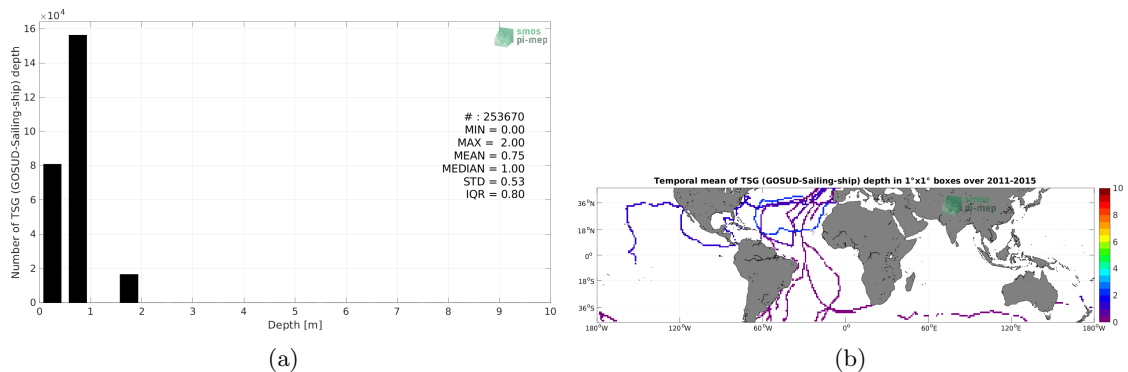 ×10⁴
16
14
12
10
8
6
4
2
0
Number of TSG (GOSUD-Sailing-ship) depth
smos
pi-mep
# : 253670
MIN = 0.00
MAX = 2.00
MEAN = 0.75
MEDIAN = 1.00
STD = 0.53
IQR = 0.80
0 1 2 3 4 5 6 7 8 9 10
Depth [m]
(a)
Temporal mean of TSG (GOSUD-Sailing-ship) depth in 1°x1° boxes over 2011-2015
smos
pi-mep
36°N
18°N
0°
18°S
36°S
180°W 120°W 60°W 0° 60°E 120°E 180°W
10
8
6
4
2
0
(b)